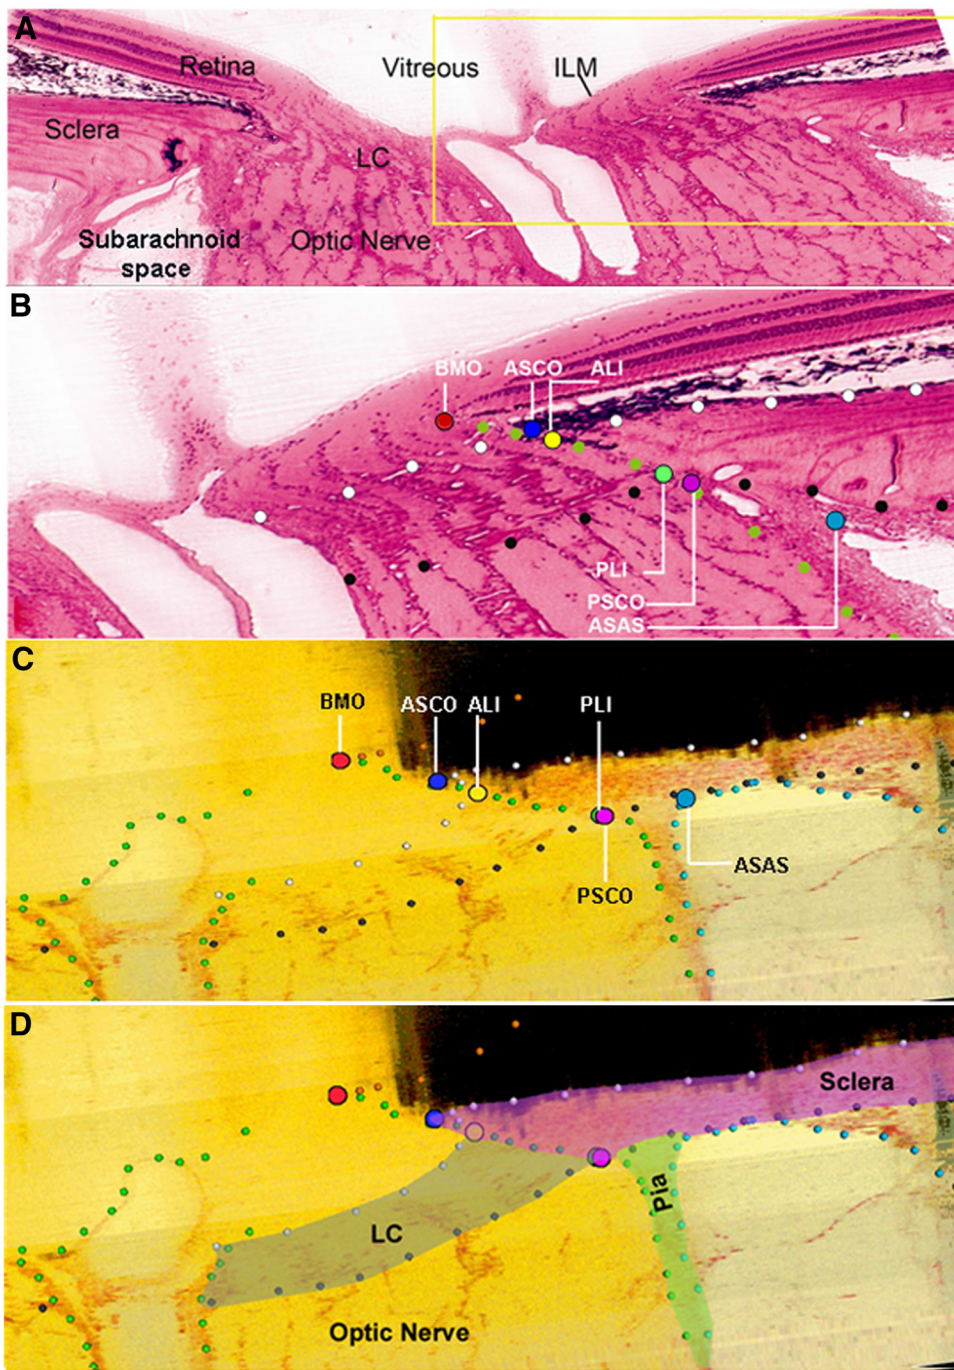 A
Retina
Vitreous
ILM
Sclera
LC
Subarachnoid
space
Optic Nerve
B
BMO
ASCO
ALI
PLI
PSCO
ASAS
C
BMO
ASCO
ALI
PLI
ASAS
PSCO
D
Sclera
Pia
LC
Optic Nerve